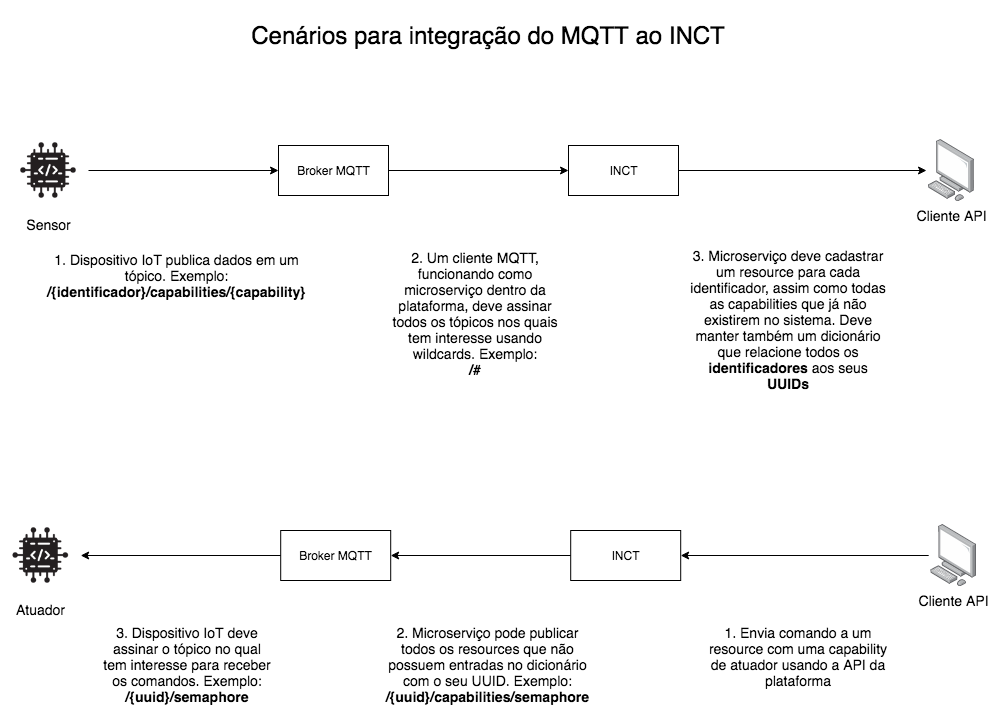 Cenários para integração do MQTT ao INCT
Broker MQTT
INCT
Sensor
Cliente API
1. Dispositivo IoT publica dados em um
tópico. Exemplo:
/{identificador}/capabilities/{capability}
2. Um cliente MQTT,
funcionando como
microserviço dentro da
plataforma, deve assinar
todos os tópicos nos quais
tem interesse usando
wildcards. Exemplo:
/#
3. Microserviço deve cadastrar
um resource para cada
identificador, assim como todas
as capabilities que já não
existirem no sistema. Deve
manter também um dicionário
que relacione todos os
identificadores aos seus
UUIDs
Broker MQTT
INCT
Atuador
Cliente API
3. Dispositivo IoT deve
assinar o tópico no qual
tem interesse para receber
os comandos. Exemplo:
/{uuid}/semaphore
2. Microserviço pode publicar
todos os resources que não
possuem entradas no dicionário
com o seu UUID. Exemplo:
/{uuid}/capabilities/semaphore
1. Envia comando a um
resource com uma capability
de atuador usando a API da
plataforma